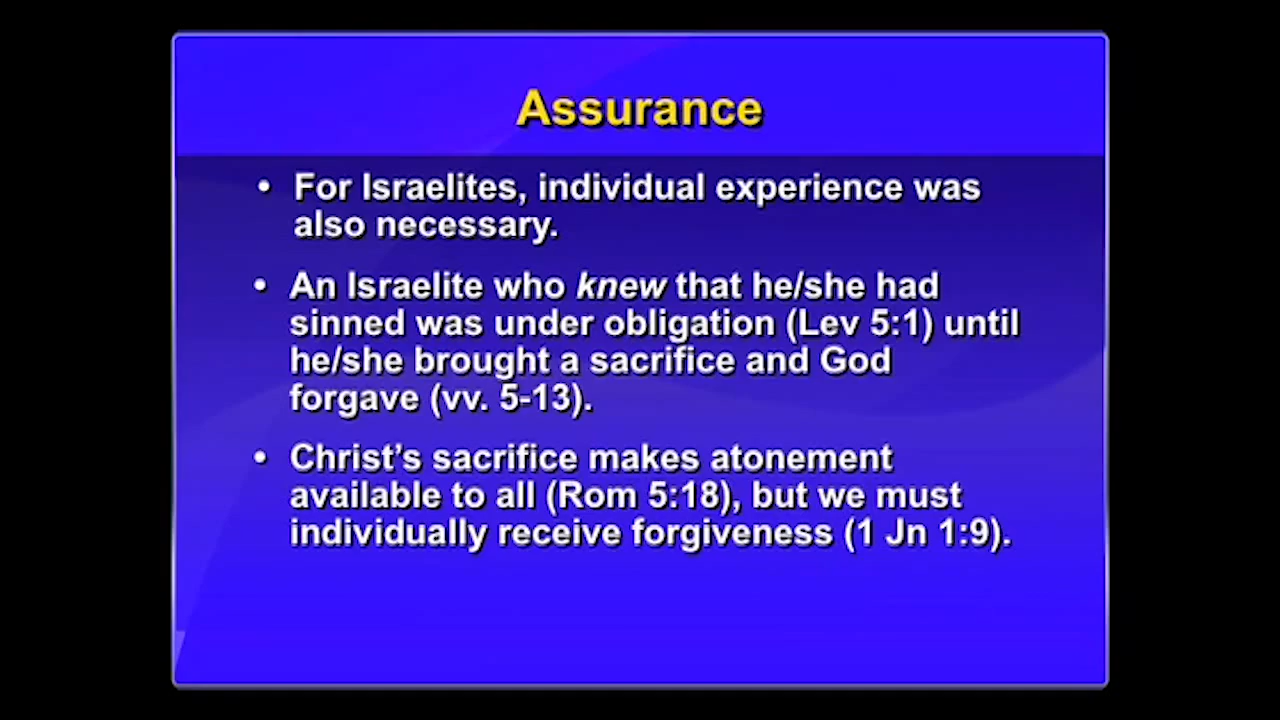 Assurance
• For Israelites, individual experience was
also necessary.
• An Israelite who knew that he/she had
sinned was under obligation (Lev 5:1) until
he/she brought a sacrifice and God
forgave (vv. 5-13).
• Christ’s sacrifice makes atonement
available to all (Rom 5:18), but we must
individually receive forgiveness (1 Jn 1:9).